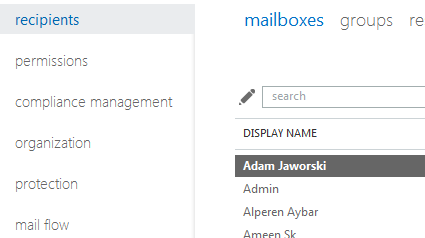 recipients
permissions
compliance management
organization
protection
mail flow
mailboxes groups re
search
DISPLAY NAME
Adam Jaworski
Admin
Alperen Aybar
Ameen Sk